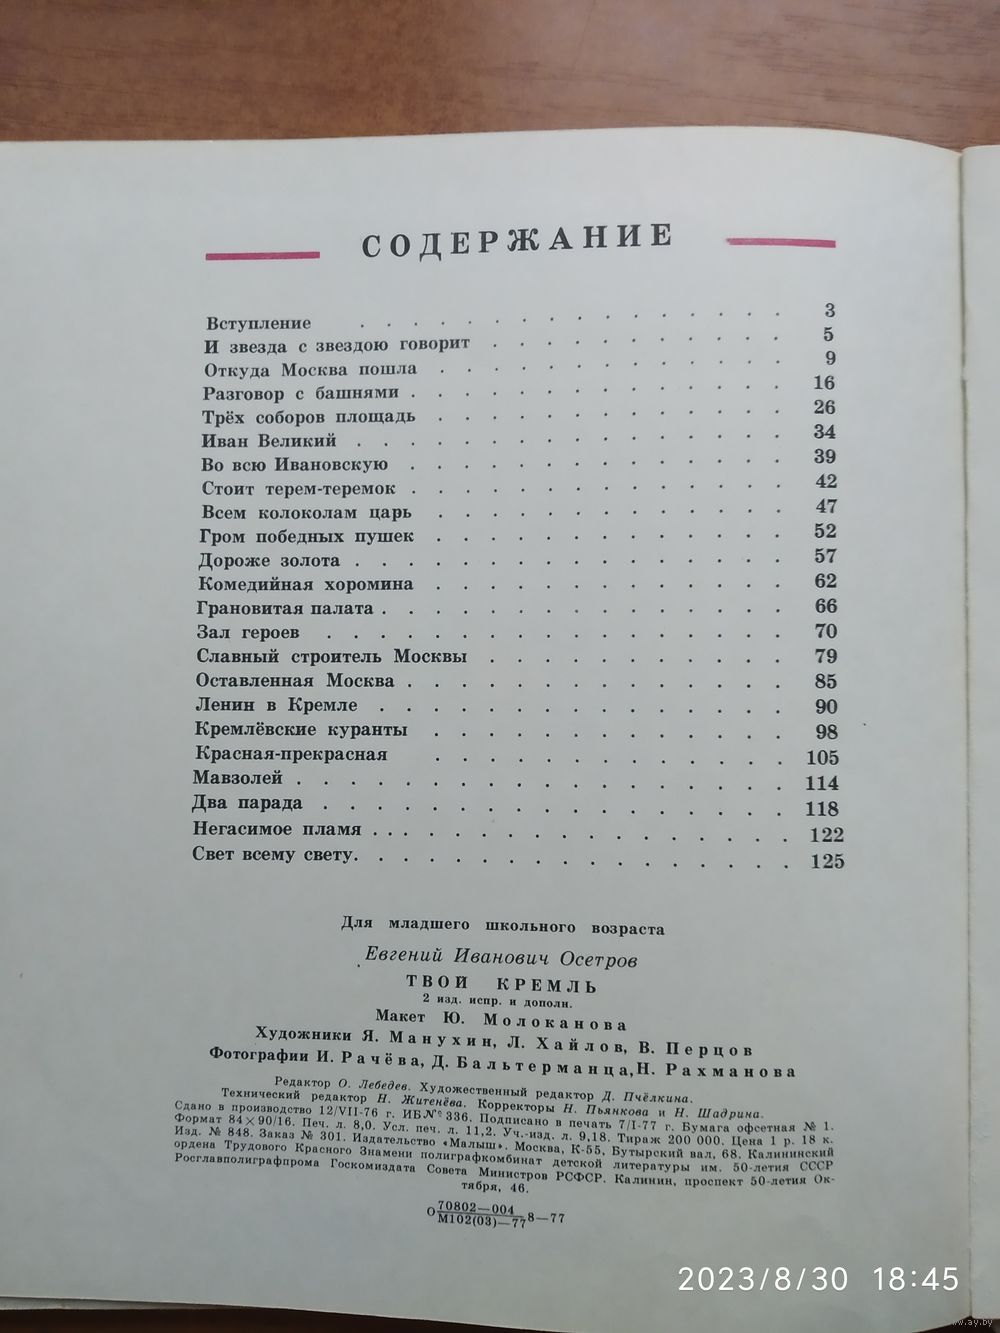 СОДЕРЖАНИЕ
Вступление . . . . . . . . . . . . . . . . 3
И звезда с звездою говорит . . . . . . . . . . . 5
Откуда Москва пошла . . . . . . . . . . . . . 9
Разговор с башнями . . . . . . . . . . . . . . 16
Трёх соборов площадь . . . . . . . . . . . . . 26
Иван Великий . . . . . . . . . . . . . . . . 34
Во всю Ивановскую . . . . . . . . . . . . . . 39
Стоит терем-теремок . . . . . . . . . . . . . . 42
Всем колоколам царь . . . . . . . . . . . . . 47
Гром победных пушек . . . . . . . . . . . . . 52
Дороже золота . . . . . . . . . . . . . . . . 57
Комедийная хоромина . . . . . . . . . . . . . 62
Грановитая палата . . . . . . . . . . . . . . . 66
Зал героев . . . . . . . . . . . . . . . . . 70
Славный строитель Москвы . . . . . . . . . . . 79
Оставленная Москва . . . . . . . . . . . . . . 85
Ленин в Кремле . . . . . . . . . . . . . . . 90
Кремлёвские куранты . . . . . . . . . . . . . 98
Красная-прекрасная . . . . . . . . . . . . . 105
Мавзолей . . . . . . . . . . . . . . . . . . 114
Два парада . . . . . . . . . . . . . . . . . 118
Негасимое пламя . . . . . . . . . . . . . . . . . 122
Свет всему свету. . . . . . . . . . . . . . . . . 125
Для младшего школьного возраста
Евгений Иванович Осетров
ТВОЙ КРЕМЛЬ
2 изд. испр. и дополн.
Макет Ю. Молоканова
Художники Я. Манухин, Л. Хайлов, В. Перцов
Фотографии И. Рачёва, Д. Бальтерманца, Н. Рахманова
Редактор О. Лебедев. Художественный редактор Д. Пчёлкина.
Технический редактор Н. Житенёва. Корректоры Н. Пьянкова и Н. Шадрина.
Сдано в производство 12/VII-76 г. ИБ№ 336. Подписано в печать 7/I-77 г. Бумага офсетная № 1.
Формат 84×90/16. Печ. л. 8,0. Усл. печ. л. 11,2. Уч.-изд. л. 9,18. Тираж 200 000. Цена 1 р. 18 к.
Изд. № 848. Заказ № 301. Издательство «Малыш». Москва, К-55, Бутырский вал, 68. Калининский
ордена Трудового Красного Знамени полиграфкомбинат детской литературы им. 50-летия СССР
Росглавполиграфпрома Госкомиздата Совета Министров РСФСР. Калинин, проспект 50-летия Ок-
тября, 46.
О 70802—004
М102(03)—77 8—77
2023/8/30 18:45
www.ay.by